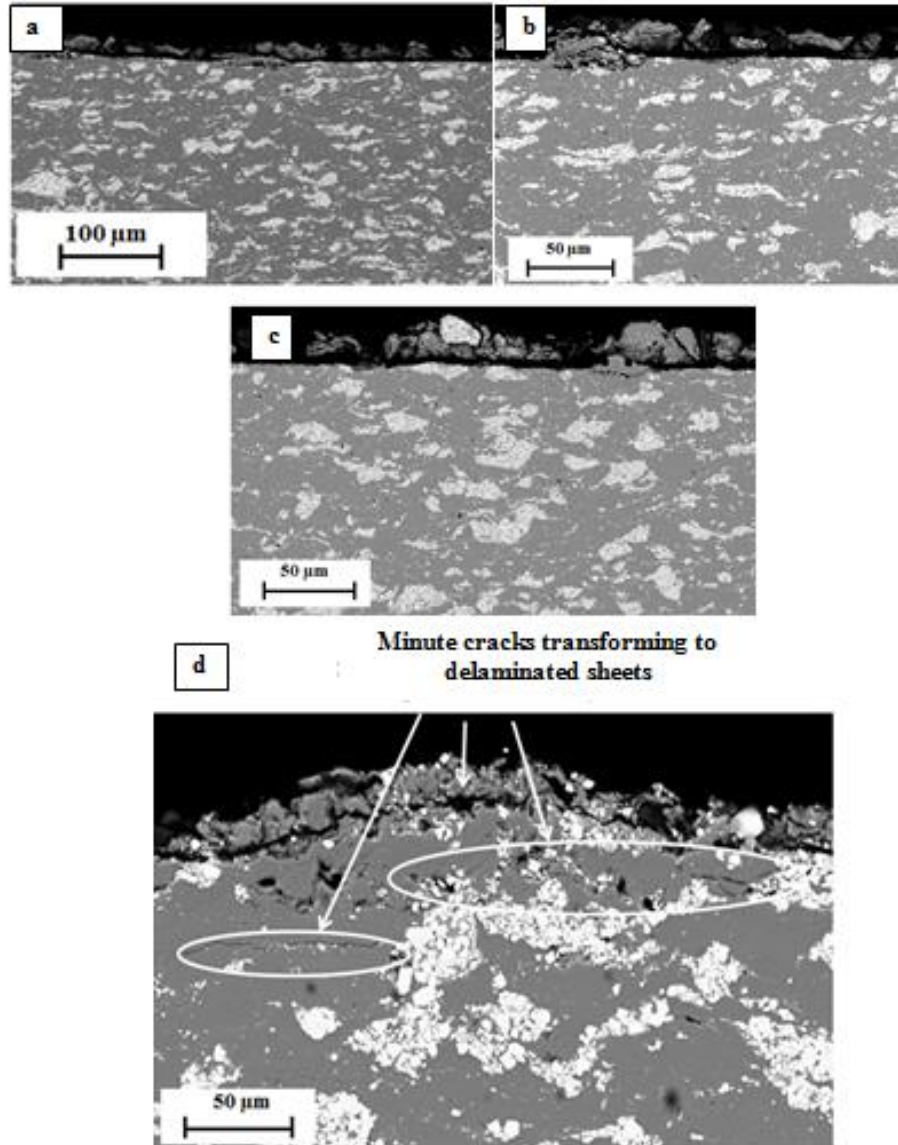 a
b
100 μm
50 μm
c
50 μm
d
Minute cracks transforming to
delaminated sheets
50 μm